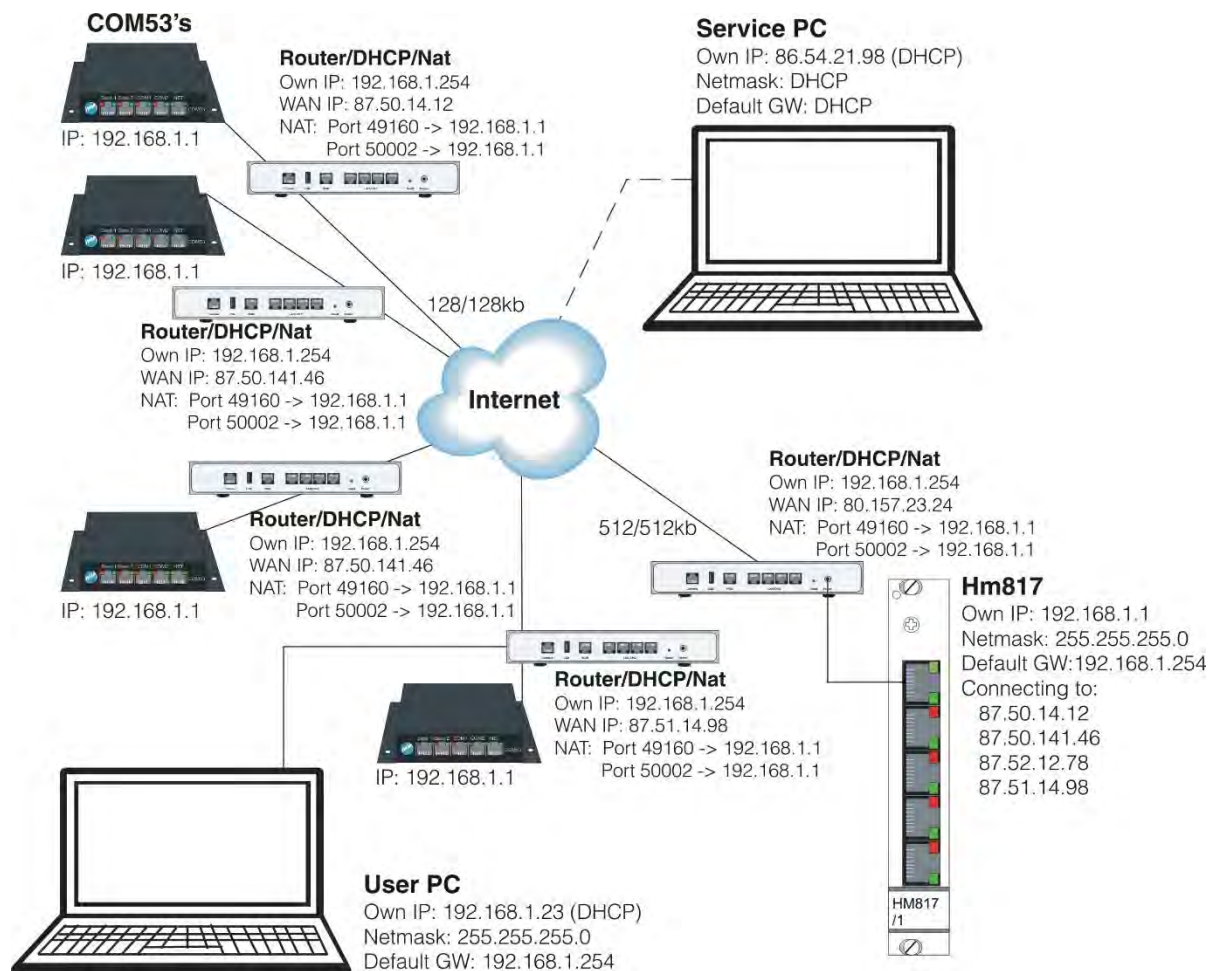 COM53's
IP: 192.168.1.1
Router/DHCP/Nat
Own IP: 192.168.1.254
WAN IP: 87.50.14.12
NAT: Port 49160 -> 192.168.1.1
Port 50002 -> 192.168.1.1
Service PC
Own IP: 86.54.21.98 (DHCP)
Netmask: DHCP
Default GW: DHCP
IP: 192.168.1.1
128/128kb
Router/DHCP/Nat
Own IP: 192.168.1.254
WAN IP: 87.50.141.46
NAT: Port 49160 -> 192.168.1.1
Port 50002 -> 192.168.1.1
Internet
IP: 192.168.1.1
Router/DHCP/Nat
Own IP: 192.168.1.254
WAN IP: 87.50.141.46
NAT: Port 49160 -> 192.168.1.1
Port 50002 -> 192.168.1.1
512/512kb
Router/DHCP/Nat
Own IP: 192.168.1.254
WAN IP: 80.157.23.24
NAT: Port 49160 -> 192.168.1.1
Port 50002 -> 192.168.1.1
Hm817
Own IP: 192.168.1.1
Netmask: 255.255.255.0
Default GW:192.168.1.254
Connecting to:
87.50.14.12
87.50.141.46
87.52.12.78
87.51.14.98
HM817
/1
IP: 192.168.1.1
Router/DHCP/Nat
Own IP: 192.168.1.254
WAN IP: 87.51.14.98
NAT: Port 49160 -> 192.168.1.1
Port 50002 -> 192.168.1.1
User PC
Own IP: 192.168.1.23 (DHCP)
Netmask: 255.255.255.0
Default GW: 192.168.1.254